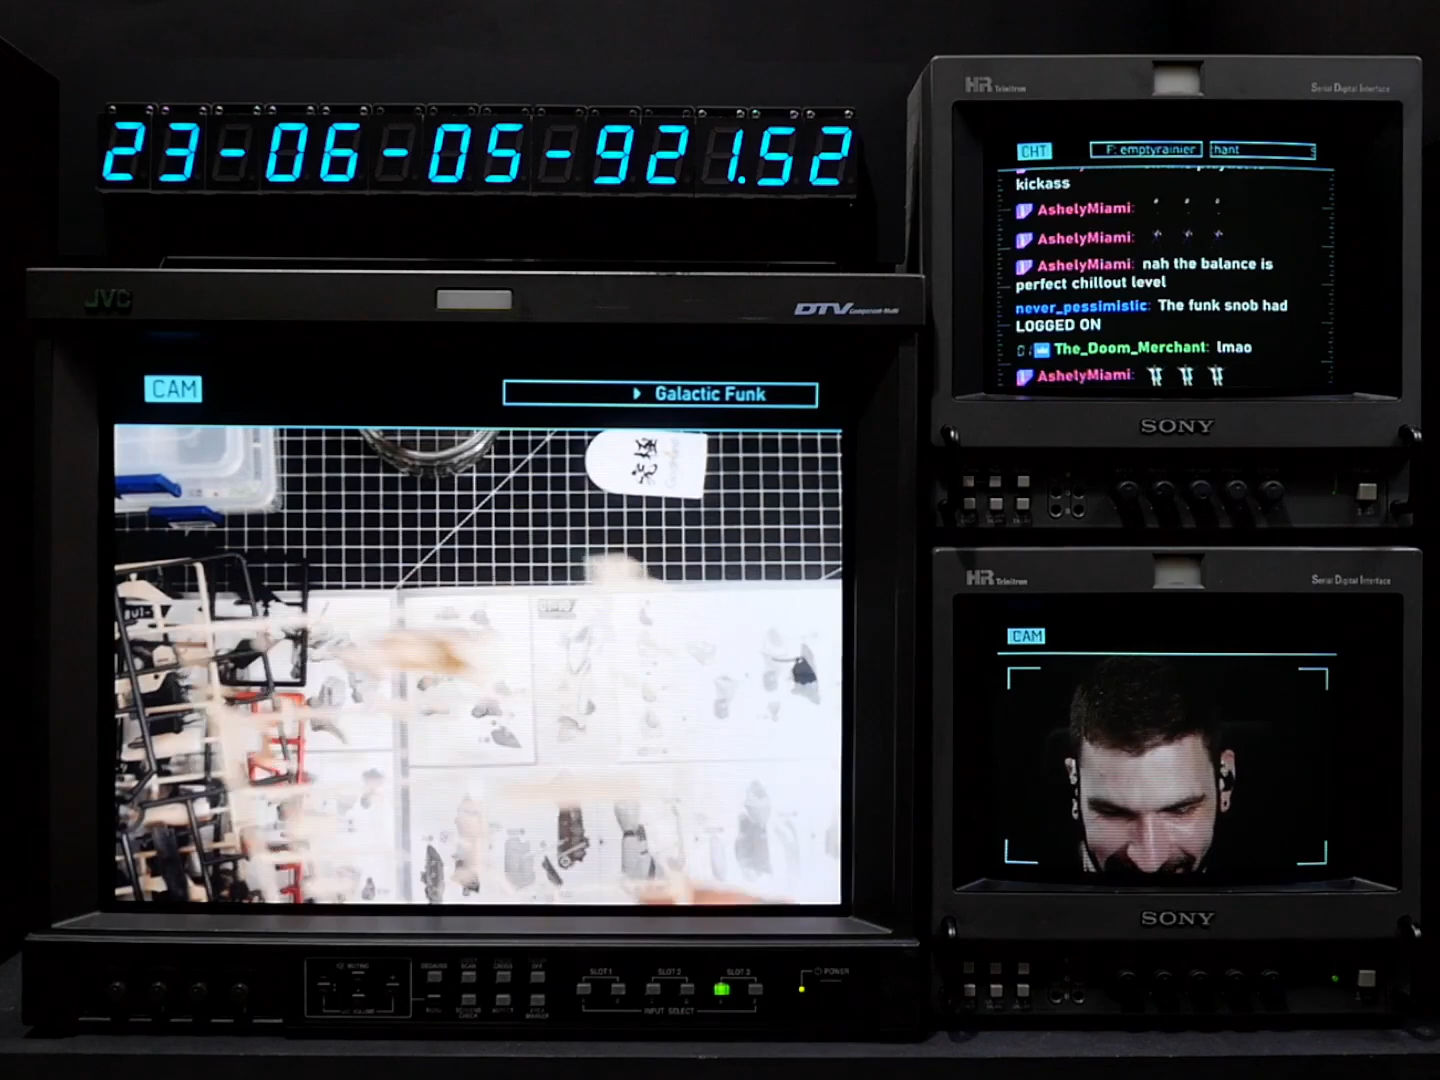 23-06-05-921.52
JVC
DTV Component-Multi
CAM
Galactic Funk
SLOT 1
SLOT 2
SLOT 3
POWER
INPUT SELECT
HR Trinitron
Serial Digital Interface
CHT
F: emptyrainier
hant
kickass
AshelyMiami:
AshelyMiami:
AshelyMiami: nah the balance is
perfect chillout level
never_pessimistic: The funk snob had
LOGGED ON
The_Doom_Merchant: lmao
AshelyMiami:
SONY
HR Trinitron
Serial Digital Interface
CAM
SONY